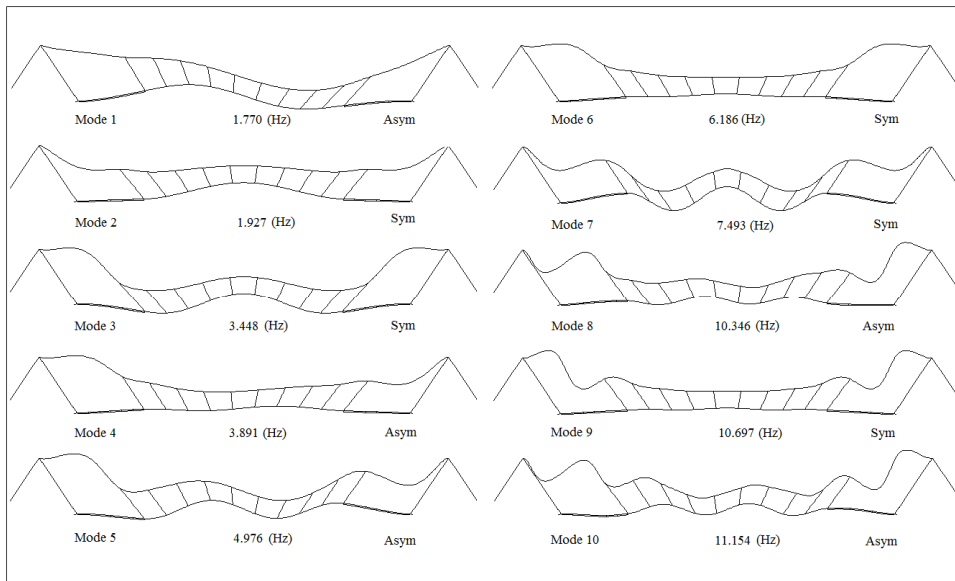 Mode 1 1.770 (Hz) Asym
Mode 2 1.927 (Hz) Sym
Mode 3 3.448 (Hz) Sym
Mode 4 3.891 (Hz) Asym
Mode 5 4.976 (Hz) Asym
Mode 6 6.186 (Hz) Sym
Mode 7 7.493 (Hz) Sym
Mode 8 10.346 (Hz) Asym
Mode 9 10.697 (Hz) Sym
Mode 10 11.154 (Hz) Asym